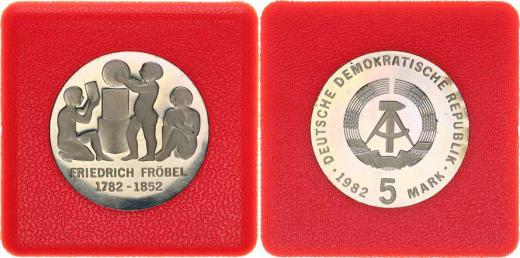 FRIEDRICH FRÖBEL
1782 - 1852
DEUTSCHE DEMOKRATISCHE REPUBLIK
· 1982 5 MARK ·